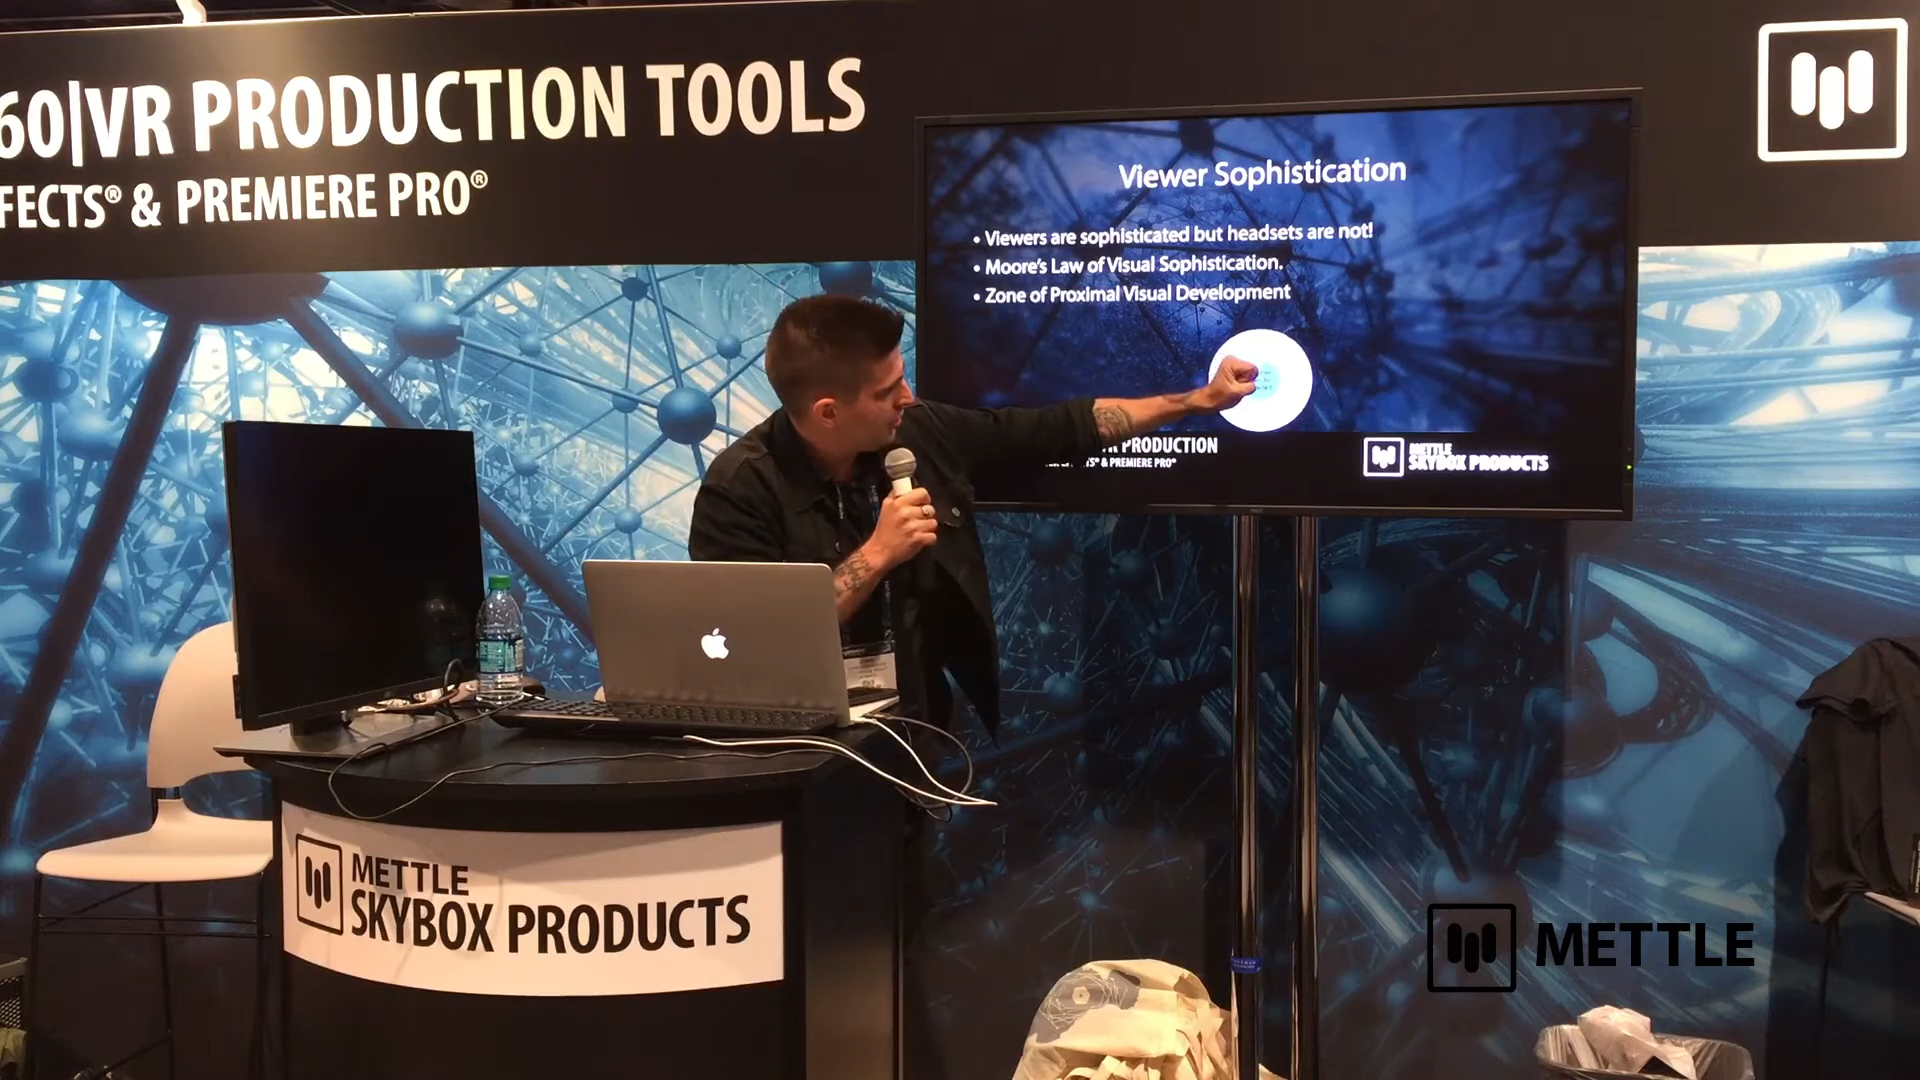 60|VR PRODUCTION TOOLS
FFECTS® & PREMIERE PRO®
Viewer Sophistication
• Viewers are sophisticated but headsets are not!
• Moore's Law of Visual Sophistication.
• Zone of Proximal Visual Development
PRODUCTION
& PREMIERE PRO®
METTLE
SKYBOX PRODUCTS
METTLE
SKYBOX PRODUCTS
METTLE